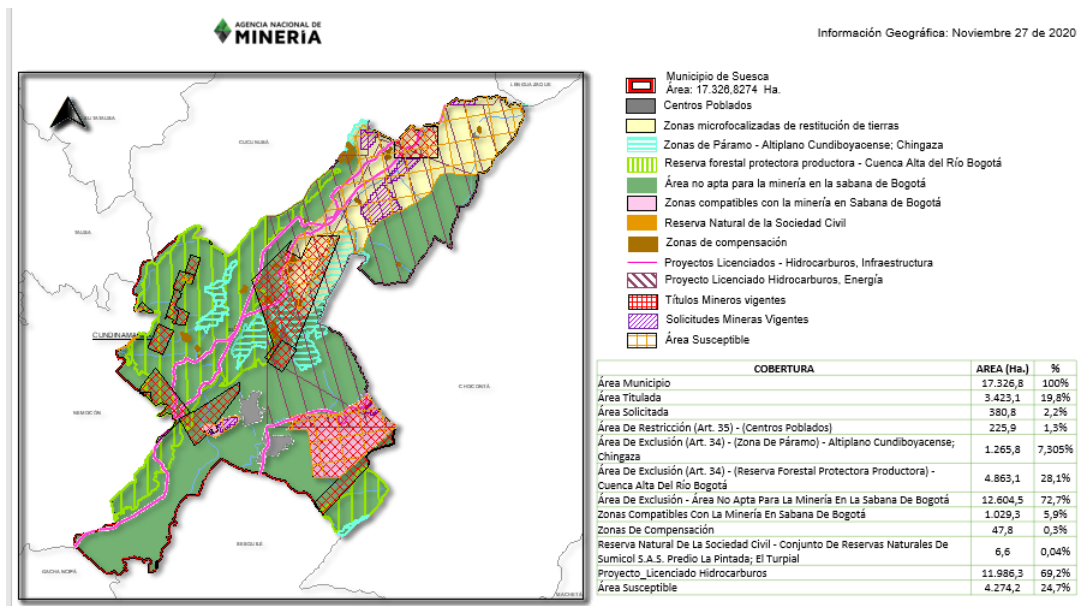 AGENCIA NACIONAL DE
MINERÍA
Información Geográfica: Noviembre 27 de 2020
LENGUAZAQUE
SUTATAUSA
CUCUNUBÁ
TAUSA
CUNDINAMA
CHOCONTÁ
NEMOCÓN
SESQUILÉ
GACHANCIPÁ
MACHETÁ
Municipio de Suesca
Área: 17.326,8274 Ha.
Centros Poblados
Zonas microfocalizadas de restitución de tierras
Zonas de Páramo - Altiplano Cundiboyacense; Chingaza
Reserva forestal protectora productora - Cuenca Alta del Río Bogotá
Área no apta para la minería en la sabana de Bogotá
Zonas compatibles con la minería en Sabana de Bogotá
Reserva Natural de la Sociedad Civil
Zonas de compensación
Proyectos Licenciados - Hidrocarburos, Infraestructura
Proyecto Licenciado Hidrocarburos, Energía
Títulos Mineros vigentes
Solicitudes Mineras Vigentes
Área Susceptible
COBERTURA AREA (Ha.) %
Área Municipio 17.326,8 100%
Área Titulada 3.423,1 19,8%
Área Solicitada 380,8 2,2%
Área De Restricción (Art. 35) - (Centros Poblados) 225,9 1,3%
Área De Exclusión (Art. 34) - (Zona De Páramo) - Altiplano Cundiboyacense;
Chingaza 1.265,8 7,305%
Área De Exclusión (Art. 34) - (Reserva Forestal Protectora Productora) -
Cuenca Alta Del Río Bogotá 4.863,1 28,1%
Área De Exclusión - Área No Apta Para La Minería En La Sabana De Bogotá 12.604,5 72,7%
Zonas Compatibles Con La Minería En Sabana De Bogotá 1.029,3 5,9%
Zonas De Compensación 47,8 0,3%
Reserva Natural De La Sociedad Civil - Conjunto De Reservas Naturales De
Sumicol S.A.S. Predio La Pintada; El Turpial 6,6 0,04%
Proyecto_Licenciado Hidrocarburos 11.986,3 69,2%
Área Susceptible 4.274,2 24,7%